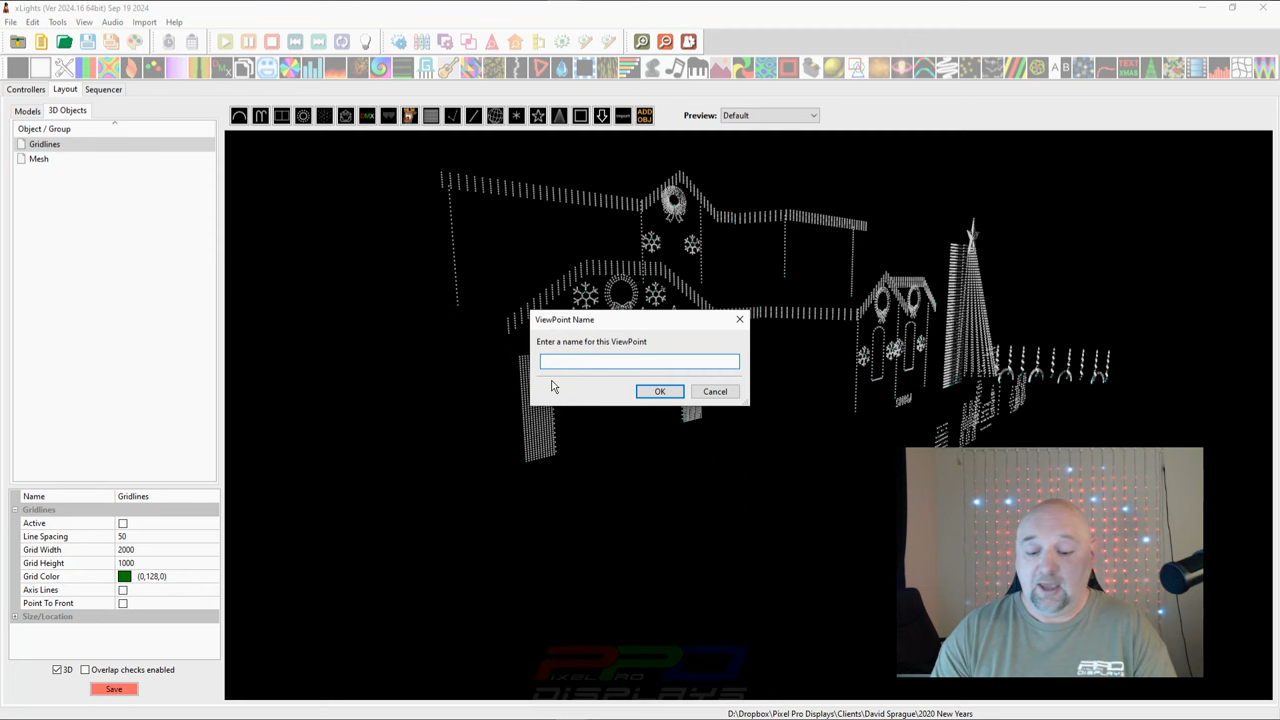 xLights (Ver 2024.16 64bit) Sep 19 2024
File Edit Tools View Audio Import Help
Controllers Layout Sequencer
Models 3D Objects
Preview: Default
Object / Group
Gridlines
Mesh
ViewPoint Name
Enter a name for this ViewPoint
OK Cancel
Name Gridlines
Gridlines
Active
Line Spacing 50
Grid Width 2000
Grid Height 1000
Grid Color (0,128,0)
Axis Lines
Point To Front
Size/Location
3D Overlap checks enabled
Save
PIXEL PRO
DISPLAYS
D:\Dropbox\Pixel Pro Displays\Clients\David Sprague\2020 New Years